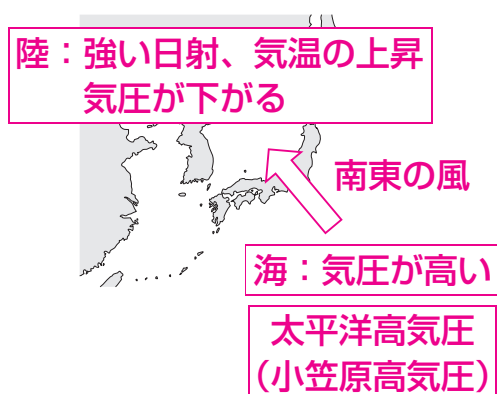 陸：強い日射、気温の上昇
気圧が下がる
南東の風
海：気圧が高い
太平洋高気圧
（小笠原高気圧）